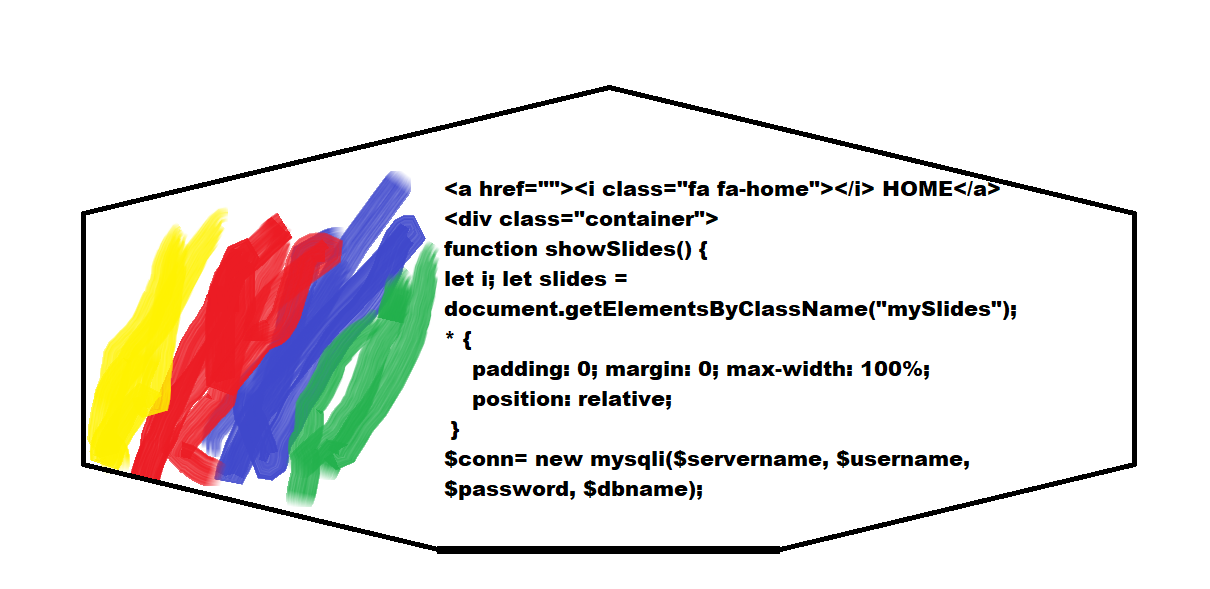 <a href=""><i class="fa fa-home"></i> HOME</a>
<div class="container">
function showSlides() {
let i; let slides =
document.getElementsByClassName("mySlides");
* {
padding: 0; margin: 0; max-width: 100%;
position: relative;
}
$conn= new mysqli($servername, $username,
$password, $dbname);